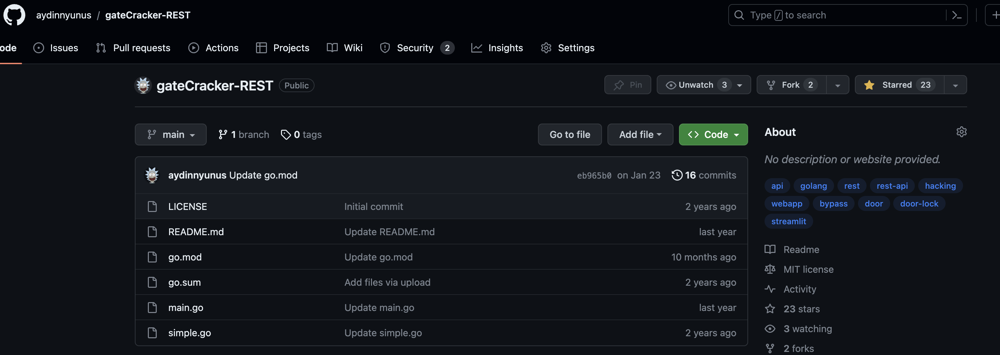 aydinnyunus / gateCracker-REST
Type / to search
ode Issues Pull requests Actions Projects Wiki Security 2 Insights Settings
gateCracker-REST Public
Pin Unwatch 3 Fork 2 Starred 23
main 1 branch 0 tags Go to file Add file <> Code
aydinnyunus Update go.mod eb965b0 on Jan 23 16 commits
LICENSE Initial commit 2 years ago
README.md Update README.md last year
go.mod Update go.mod 10 months ago
go.sum Add files via upload 2 years ago
main.go Update main.go last year
simple.go Update simple.go 2 years ago
About
No description or website provided.
api golang rest rest-api hacking
webapp bypass door door-lock
streamlit
Readme
MIT license
Activity
23 stars
3 watching
2 forks